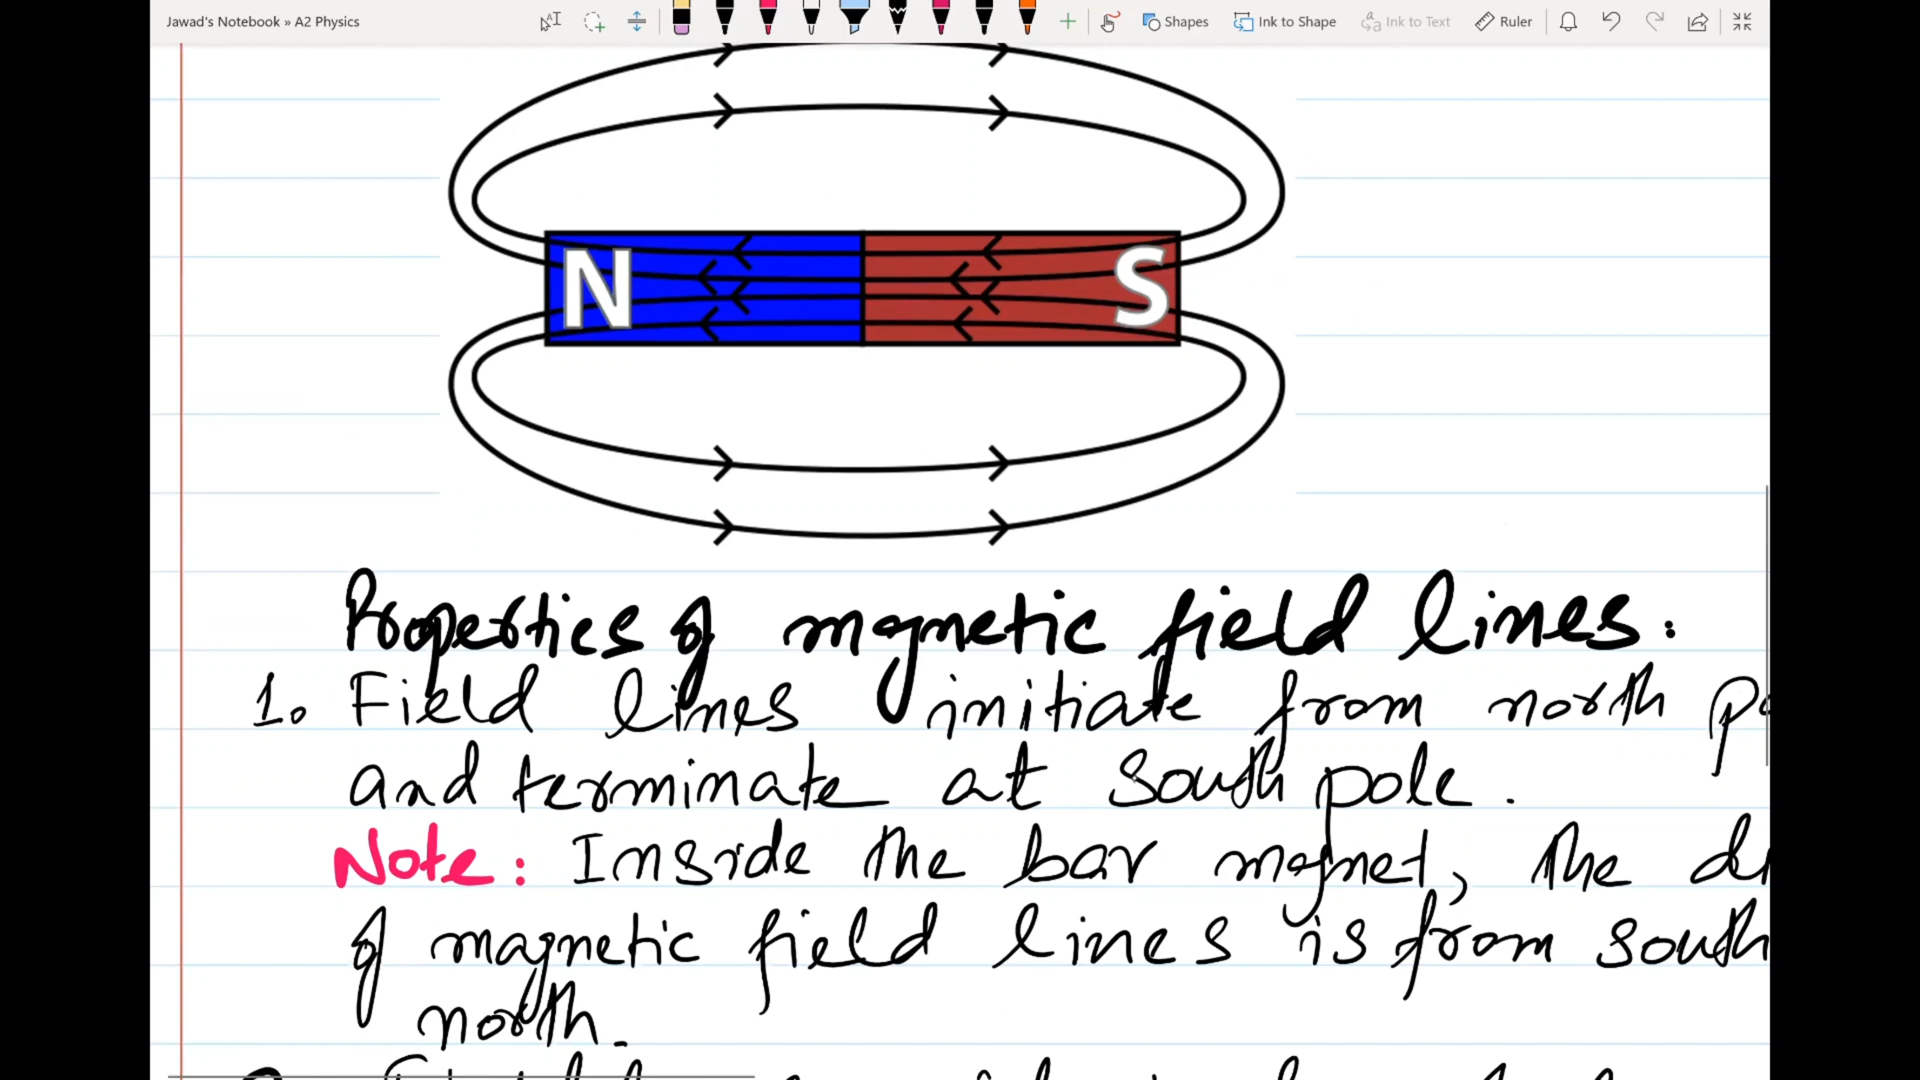 Jawad's Notebook » A2 Physics
Shapes Ink to Shape Ink to Text Ruler
N S
Properties of magnetic field lines:
1. Field lines initiate from north
and terminate at south pole.
Note: Inside the bar magnet, the
of magnetic field lines is from south
north.